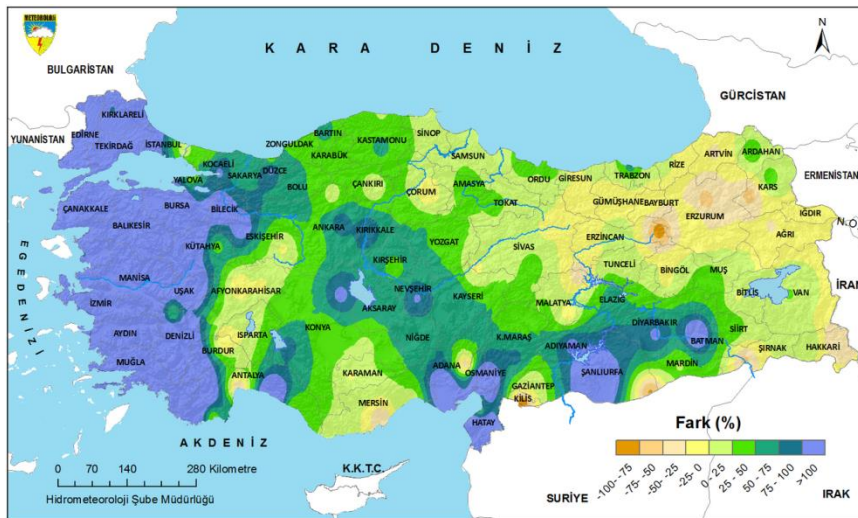 METEOROLOJİ
N
K A R A D E N İ Z
BULGARİSTAN
GÜRCİSTAN
YUNANİSTAN
ERMENİSTAN
İRAN
IRAK
SURİYE
K.K.T.C.
A K D E N İ Z
E G E D E N İ Z İ
KIRKLARELİ
EDİRNE
TEKİRDAĞ
İSTANBUL
KOCAELİ
YALOVA
SAKARYA
DÜZCE
ZONGULDAK
BARTIN
KARABÜK
KASTAMONU
SİNOP
SAMSUN
ORDU
GİRESUN
TRABZON
RİZE
ARTVİN
ARDAHAN
KARS
IĞDIR
N.Ö.
ÇANAKKALE
BALIKESİR
BURSA
BİLECİK
BOLU
ÇANKIRI
ÇORUM
AMASYA
TOKAT
GÜMÜŞHANE
BAYBURT
ERZURUM
AĞRI
KÜTAHYA
ESKİŞEHİR
ANKARA
KIRIKKALE
YOZGAT
SİVAS
ERZİNCAN
TUNCELİ
BİNGÖL
MUŞ
MANİSA
UŞAK
AFYONKARAHİSAR
KIRŞEHİR
NEVŞEHİR
KAYSERİ
MALATYA
ELAZIĞ
BİTLİS
VAN
İZMİR
AYDIN
DENİZLİ
ISPARTA
KONYA
AKSARAY
NİĞDE
K.MARAŞ
ADIYAMAN
DİYARBAKIR
BATMAN
SİİRT
MUĞLA
BURDUR
ANTALYA
KARAMAN
MERSİN
ADANA
OSMANİYE
GAZİANTEP
KİLİS
ŞANLIURFA
MARDİN
ŞIRNAK
HAKKARİ
HATAY
0 70 140 280 Kilometre
Hidrometeoroloji Şube Müdürlüğü
Fark (%)
-100- -75
-75- -50
-50- -25
-25- 0
0 - 25
25 - 50
50 - 75
75 - 100
>100